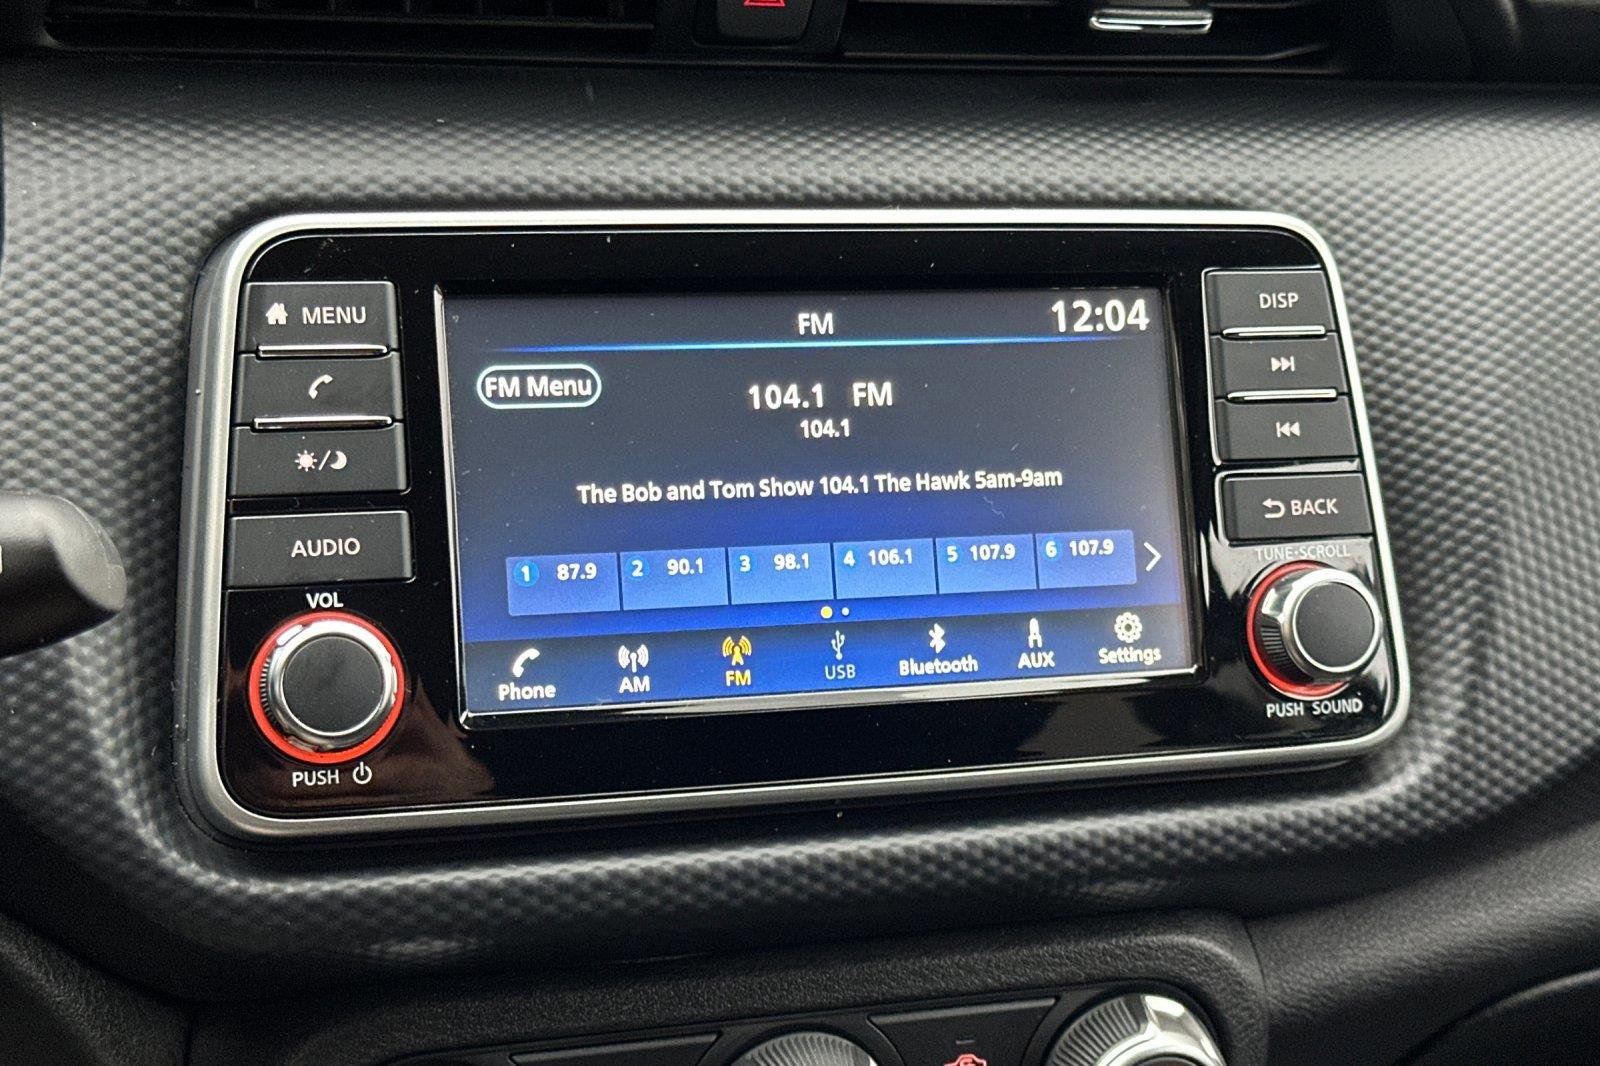 MENU
AUDIO
VOL
PUSH
FM
12:04
FM Menu
104.1 FM
104.1
The Bob and Tom Show 104.1 The Hawk 5am-9am
1 87.9
2 90.1
3 98.1
4 106.1
5 107.9
6 107.9
Phone
AM
FM
USB
Bluetooth
AUX
Settings
DISP
BACK
TUNE·SCROLL
PUSH SOUND